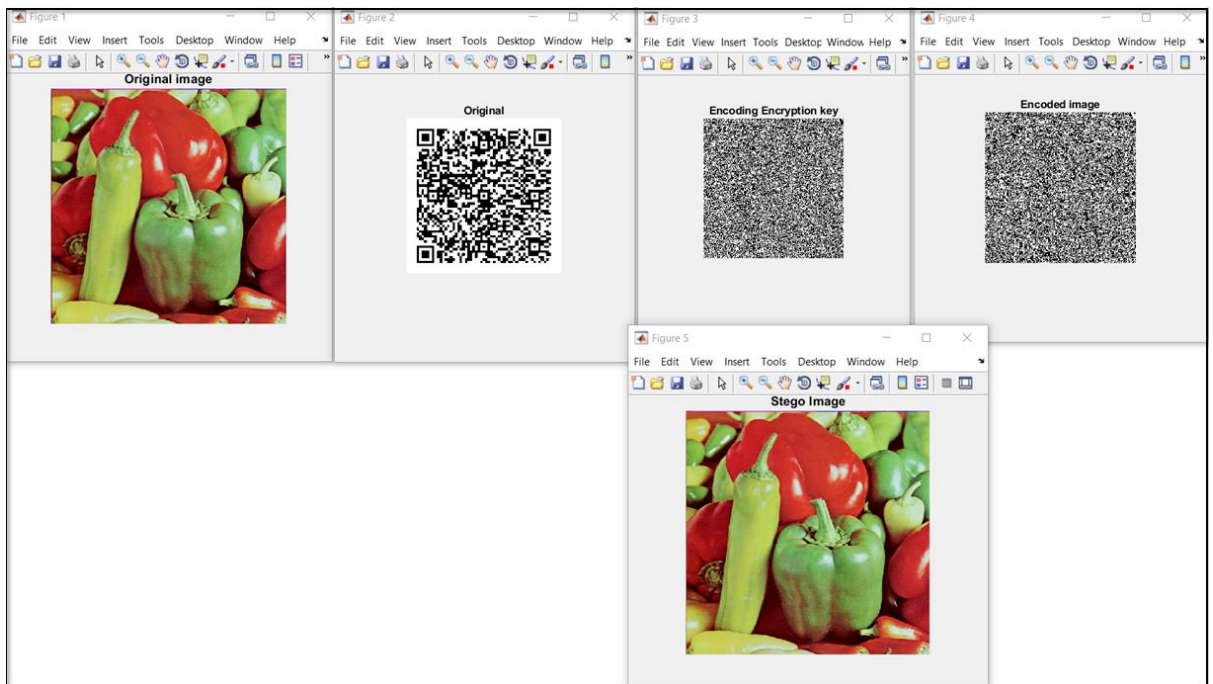 Figure 1
File Edit View Insert Tools Desktop Window Help
Original image
Figure 2
File Edit View Insert Tools Desktop Window Help
Original
Figure 3
File Edit View Insert Tools Desktop Window Help
Encoding Encryption key
Figure 4
File Edit View Insert Tools Desktop Window Help
Encoded image
Figure 5
File Edit View Insert Tools Desktop Window Help
Stego Image